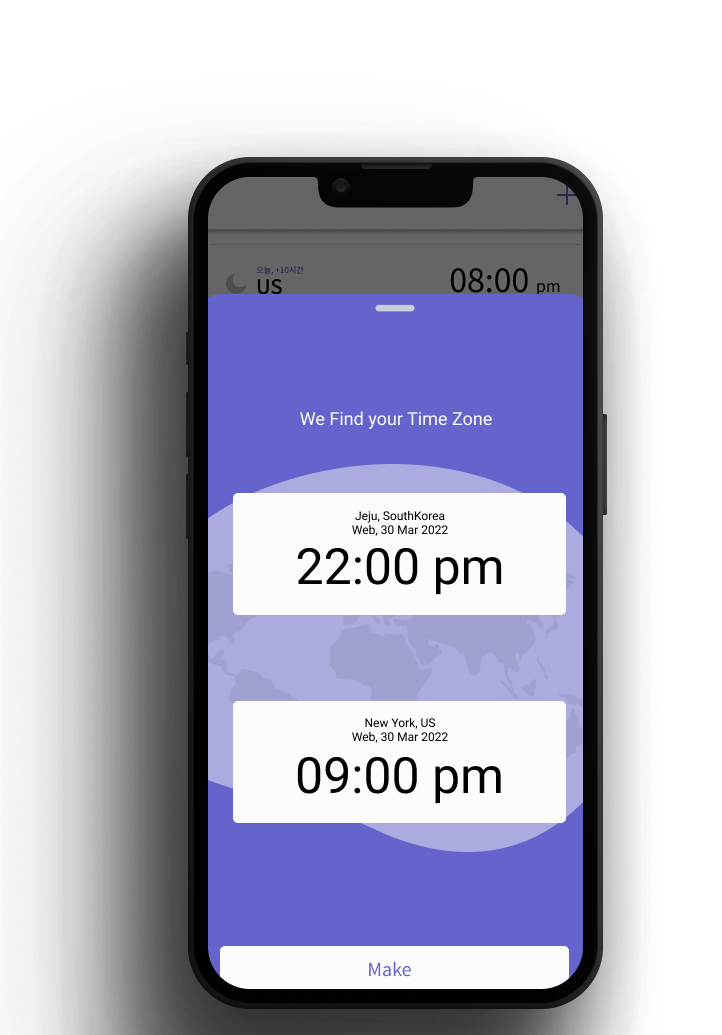 오늘, +10시간
US
08:00 pm
We Find your Time Zone
Jeju, SouthKorea
Web, 30 Mar 2022
22:00 pm
New York, US
Web, 30 Mar 2022
09:00 pm
Make